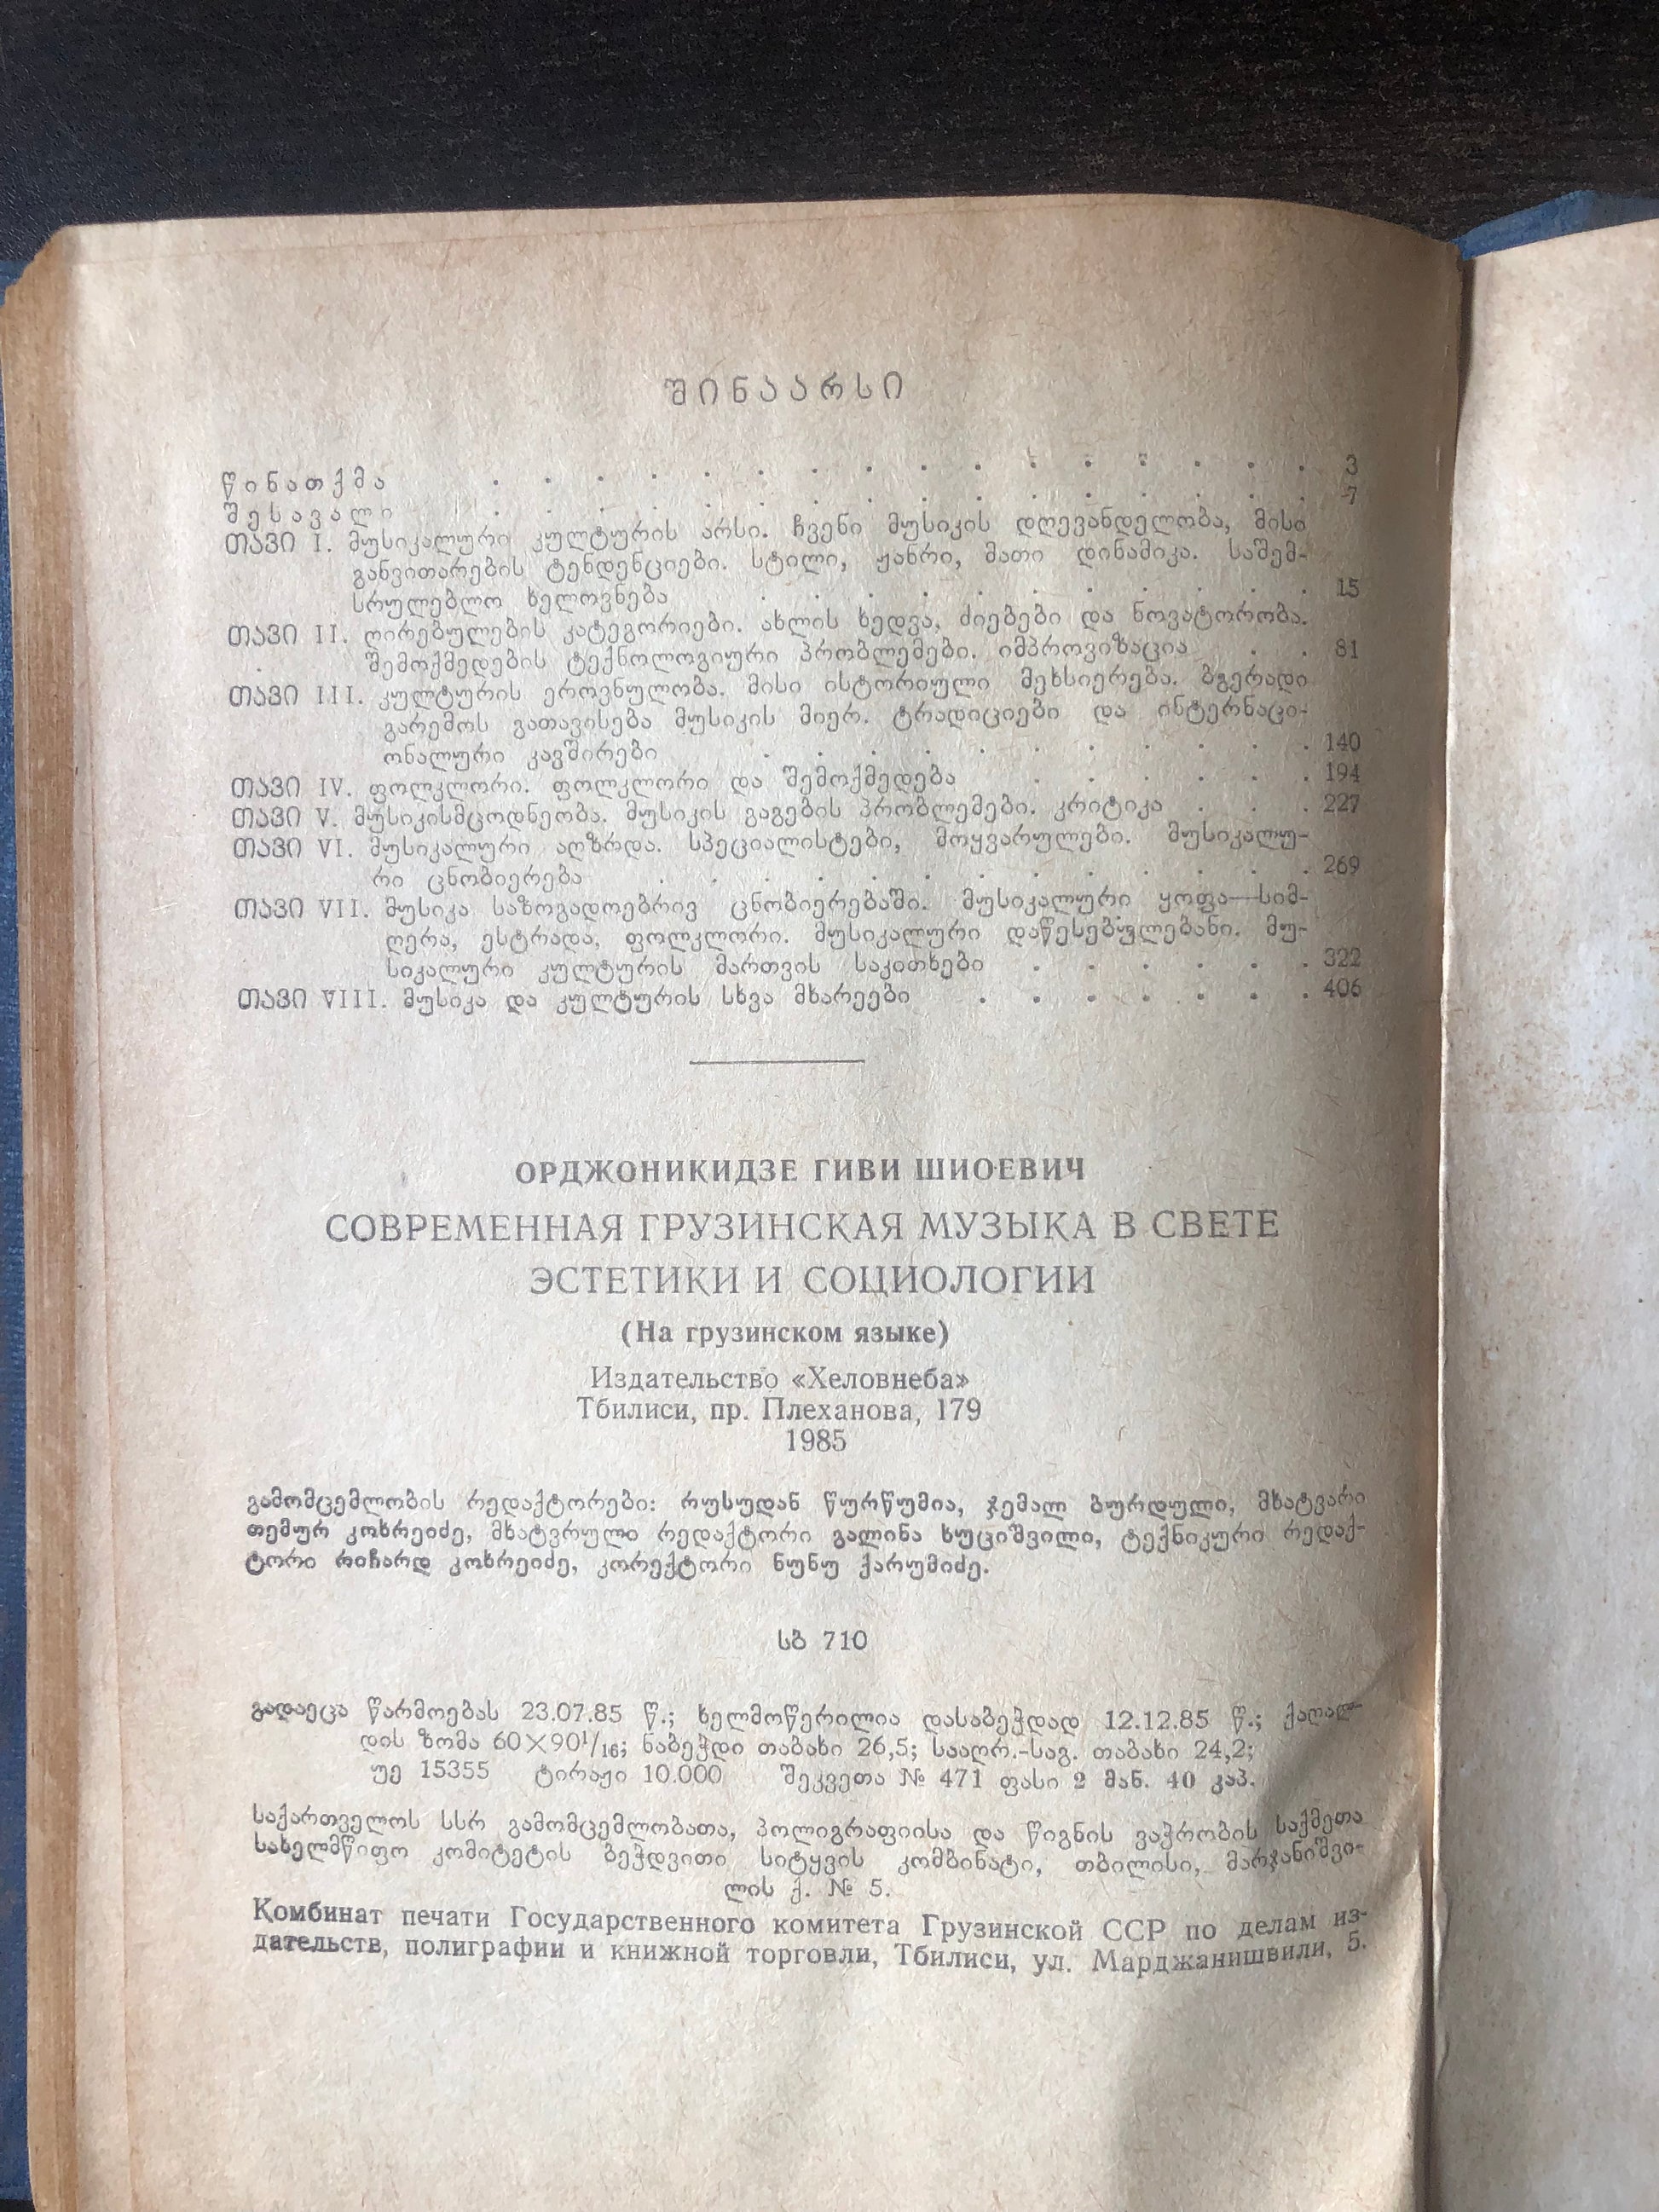 შინაარსი
წინათქმა . . . . . . . . . . . . . . . . 3
შესავალი . . . . . . . . . . . . . . . . 7
თავი I. მუსიკალური კულტურის არსი. ჩვენი მუსიკის დღევანდელობა, მისი
განვითარების ტენდენციები. სტილი, ჟანრი, მათი დინამიკა. საშემ-
სრულებლო ხელოვნება . . . . . . . . . . . 15
თავი II. ღირებულების კატეგორიები. ახლის ხედვა, ძიებები და ნოვატორობა.
შემოქმედების ტექნოლოგიური პრობლემები. იმპროვიზაცია . . 81
თავი III. კულტურის ეროვნულობა. მისი ისტორიული მეხსიერება. ბგერადი
გარემოს გათავისება მუსიკის მიერ. ტრადიციები და ინტერნაცი-
ონალური კავშირები . . . . . . . . . . . 140
თავი IV. ფოლკლორი. ფოლკლორი და შემოქმედება . . . . . . 194
თავი V. მუსიკისმცოდნეობა. მუსიკის გაგების პრობლემები. კრიტიკა . . . 227
თავი VI. მუსიკალური აღზრდა. სპეციალისტები, მოყვარულები. მუსიკალუ-
რი ცნობიერება . . . . . . . . . . . . . 269
თავი VII. მუსიკა საზოგადოებრივ ცნობიერებაში. მუსიკალური ყოფა—სიმ-
ღერა, ესტრადა, ფოლკლორი. მუსიკალური დაწესებულებანი. მუ-
სიკალური კულტურის მართვის საკითხები . . . . . . 322
თავი VIII. მუსიკა და კულტურის სხვა მხარეები . . . . . . . 406
ОРДЖОНИКИДЗЕ ГИВИ ШИОЕВИЧ
СОВРЕМЕННАЯ ГРУЗИНСКАЯ МУЗЫКА В СВЕТЕ
ЭСТЕТИКИ И СОЦИОЛОГИИ
(На грузинском языке)
Издательство «Хеловнеба»
Тбилиси, пр. Плеханова, 179
1985
გამომცემლობის რედაქტორები: რუსუდან წურწუმია, ჯემალ ბურდული, მხატვარი
თემურ კოხრეიძე, მხატვრული რედაქტორი გალინა ხუციშვილი, ტექნიკური რედაქ-
ტორი რიჩარდ კოხრეიძე, კორექტორი ნუნუ ქარუმიძე.
სბ 710
გადაეცა წარმოებას 23.07.85 წ.; ხელმოწერილია დასაბეჭდად 12.12.85 წ.; ქაღალ-
დის ზომა 60×90¹/₁₆; ნაბეჭდი თაბახი 26,5; სააღრ.-საგ. თაბახი 24,2;
უე 15355 ტირაჟი 10.000 შეკვეთა № 471 ფასი 2 მან. 40 კაპ.
საქართველოს სსრ გამომცემლობათა, პოლიგრაფიისა და წიგნის ვაჭრობის საქმეთა
სახელმწიფო კომიტეტის ბეჭდვითი სიტყვის კომბინატი, თბილისი, მარჯანიშვი-
ლის ქ. № 5.
Комбинат печати Государственного комитета Грузинской ССР по делам из-
дательств, полиграфии и книжной торговли, Тбилиси, ул. Марджанишвили, 5.